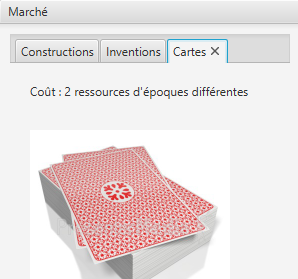 Marché
Constructions Inventions Cartes
Coût : 2 ressources d'époques différentes